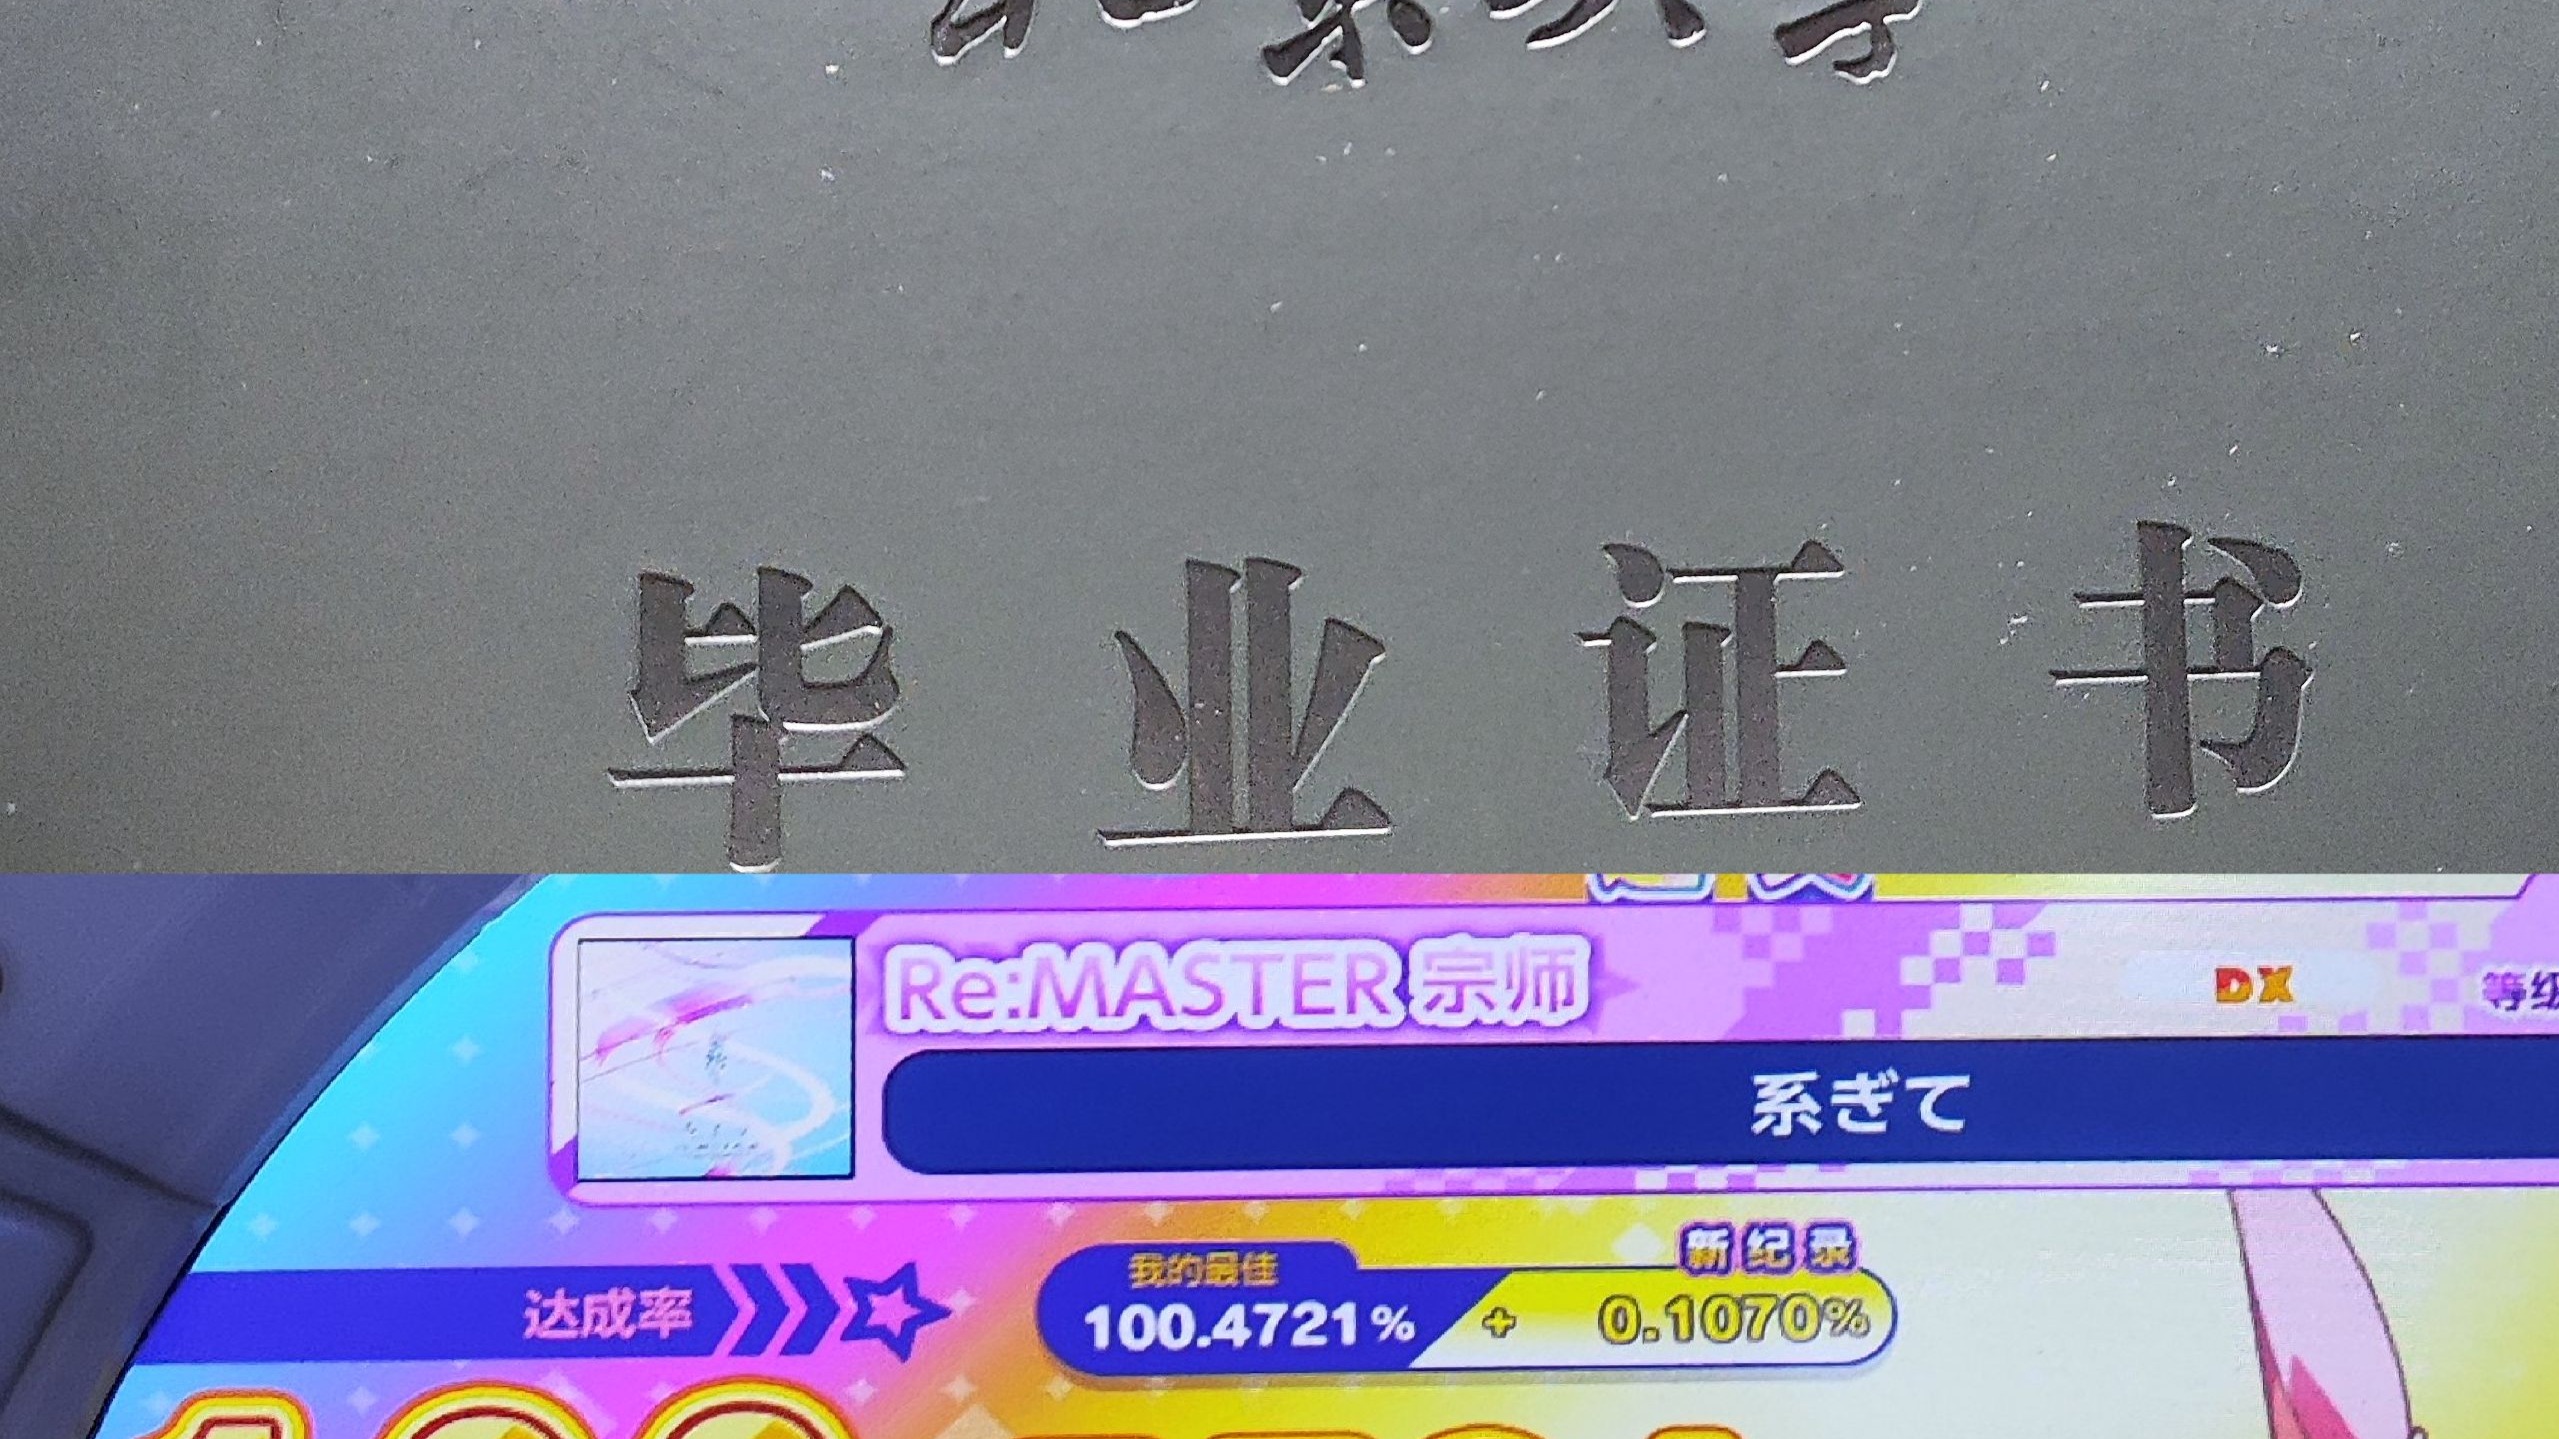 毕业证书
Re:MASTER 宗师
DX
系ぎて
新纪录
我的最佳
达成率
100.4721%
+ 0.1070%